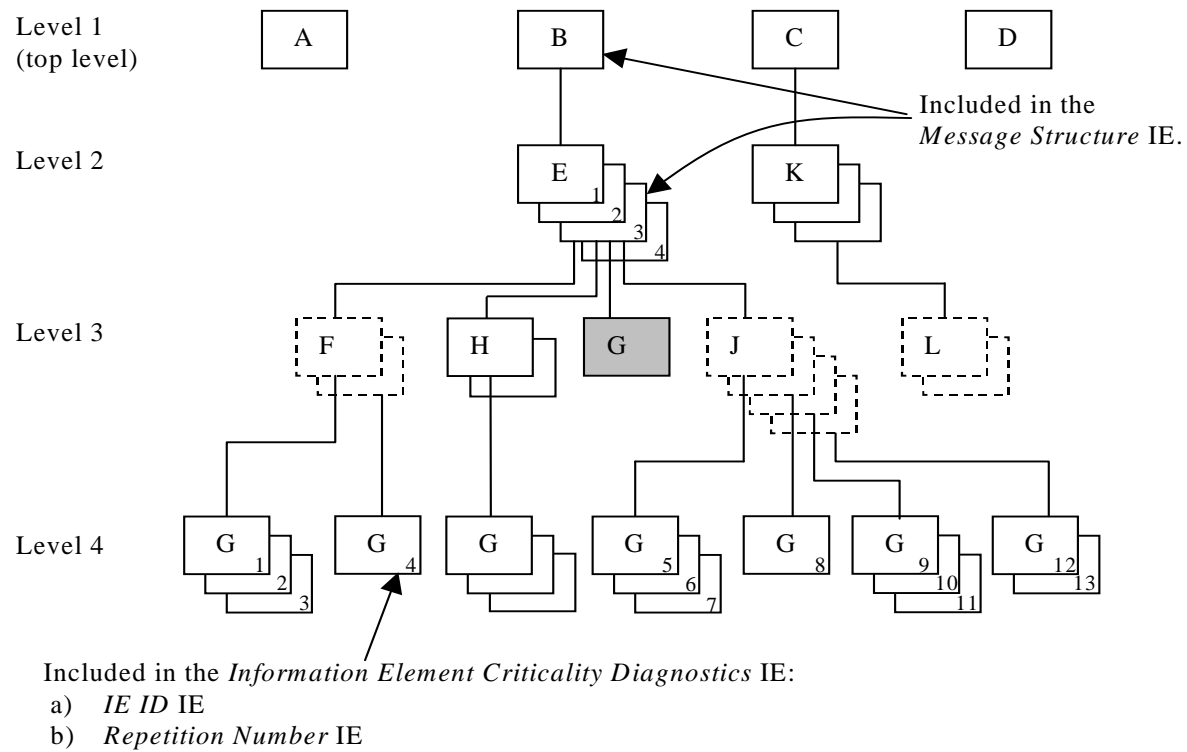 Level 1
(top level)
A
B
C
D
Included in the
Message Structure IE.
Level 2
E
1
2
3
4
K
Level 3
F
H
G
J
L
Level 4
G
1
2
3
G
4
G
G
5
6
7
G
8
G
9
10
11
G
12
13
Included in the Information Element Criticality Diagnostics IE:
a) IE ID IE
b) Repetition Number IE